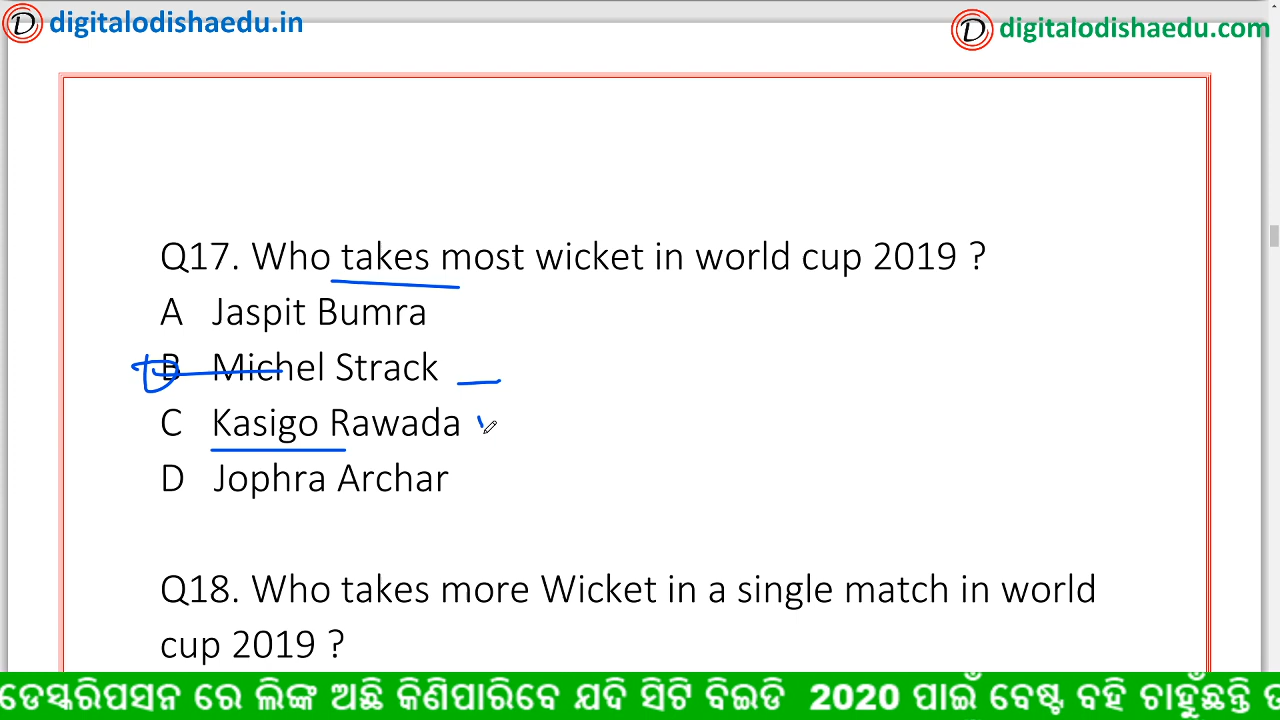 digitalodishaedu.in
digitalodishaedu.com
Q17. Who takes most wicket in world cup 2019 ?
A Jaspit Bumra
B Michel Strack
C Kasigo Rawada
D Jophra Archar
Q18. Who takes more Wicket in a single match in world
cup 2019 ?
ଡେସ୍କରିପସନ ରେ ଲିଙ୍କ ଅଛି କିଣିପାରିବେ ଯଦି ସିଟି ବିଇଡି 2020 ପାଇଁ ବେଷ୍ଟ ବହି ଚାହୁଁଛନ୍ତି